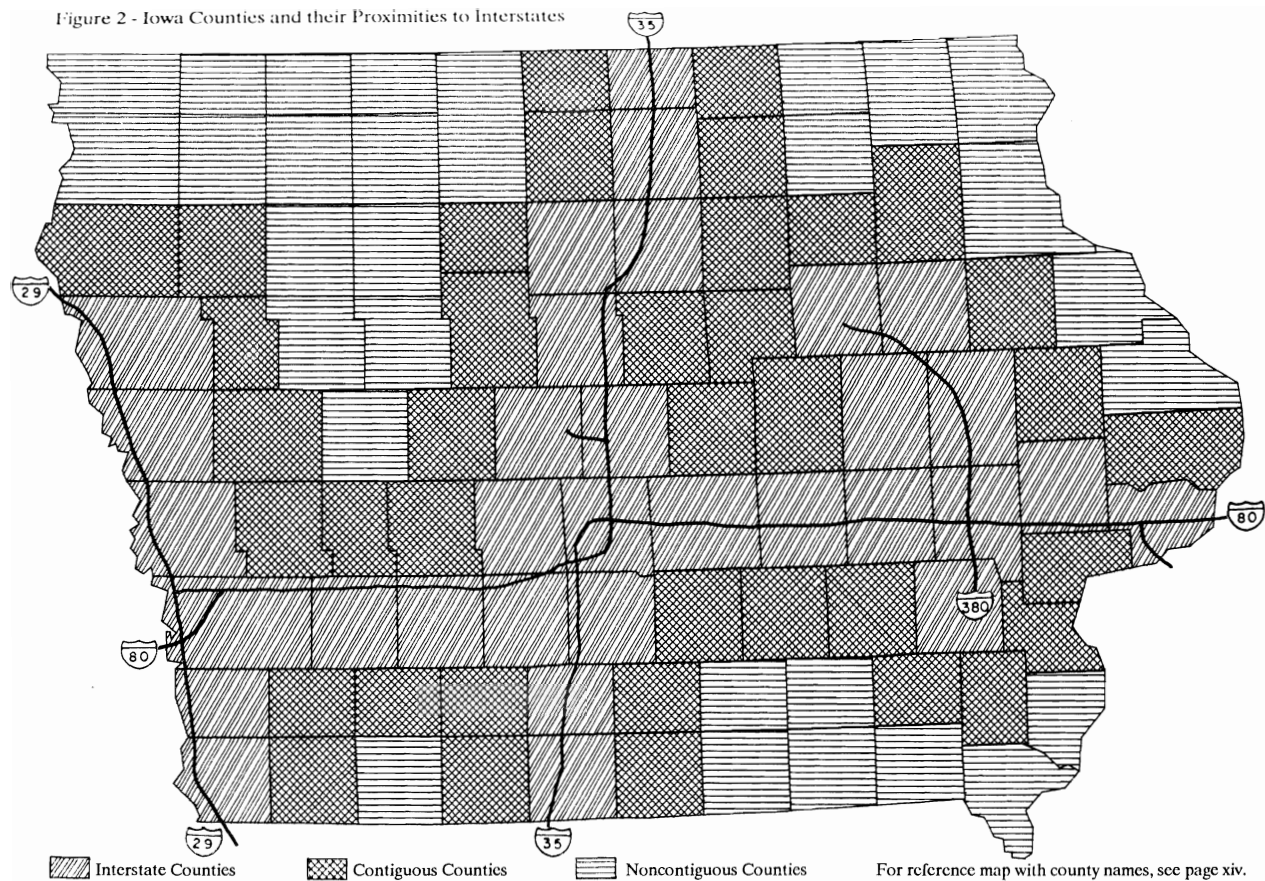 Figure 2 - Iowa Counties and their Proximities to Interstates
35
29
80
80
380
29
35
Interstate Counties
Contiguous Counties
Noncontiguous Counties
For reference map with county names, see page xiv.